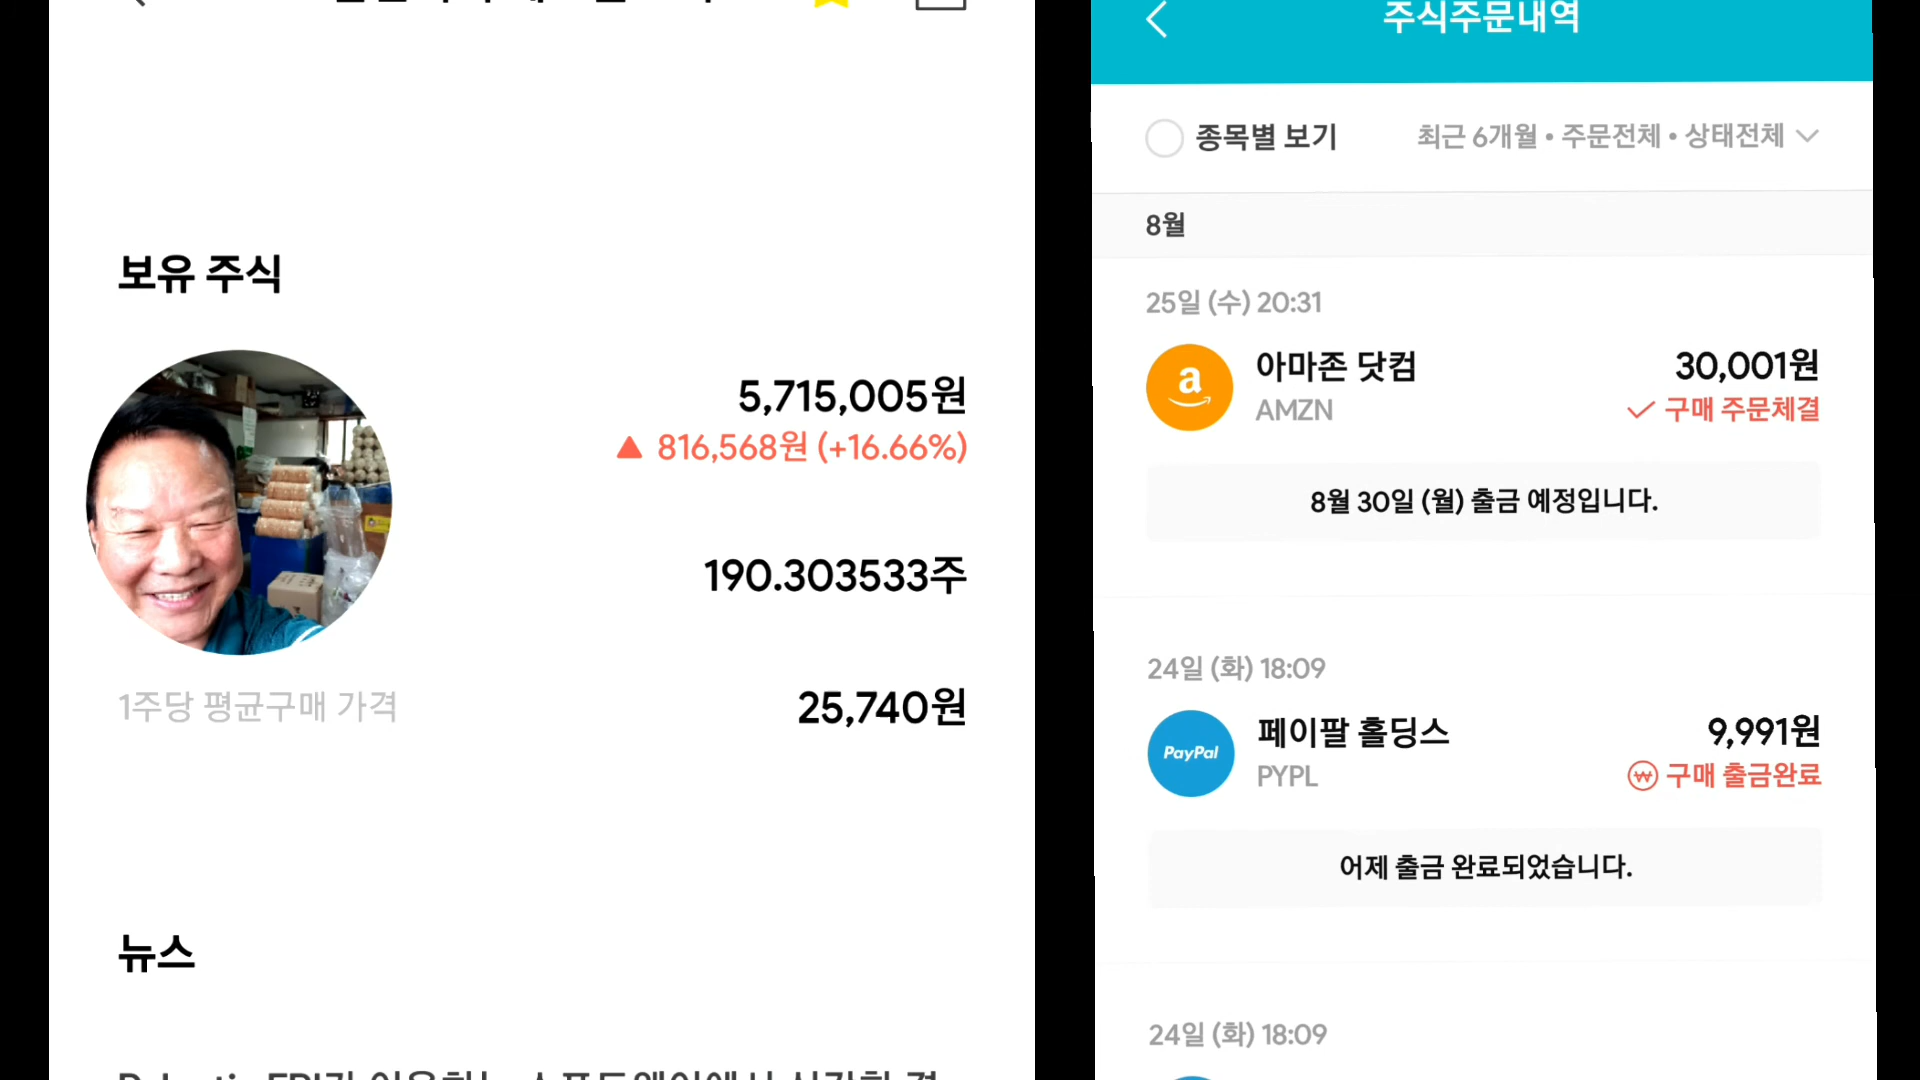 보유 주식
5,715,005원
▲ 816,568원 (+16.66%)
190.303533주
1주당 평균구매 가격
25,740원
뉴스
주식주문내역
종목별 보기
최근 6개월 • 주문전체 • 상태전체
8월
25일 (수) 20:31
a
아마존 닷컴
30,001원
AMZN
구매 주문체결
8월 30일 (월) 출금 예정입니다.
24일 (화) 18:09
PayPal
페이팔 홀딩스
9,991원
PYPL
구매 출금완료
어제 출금 완료되었습니다.
24일 (화) 18:09